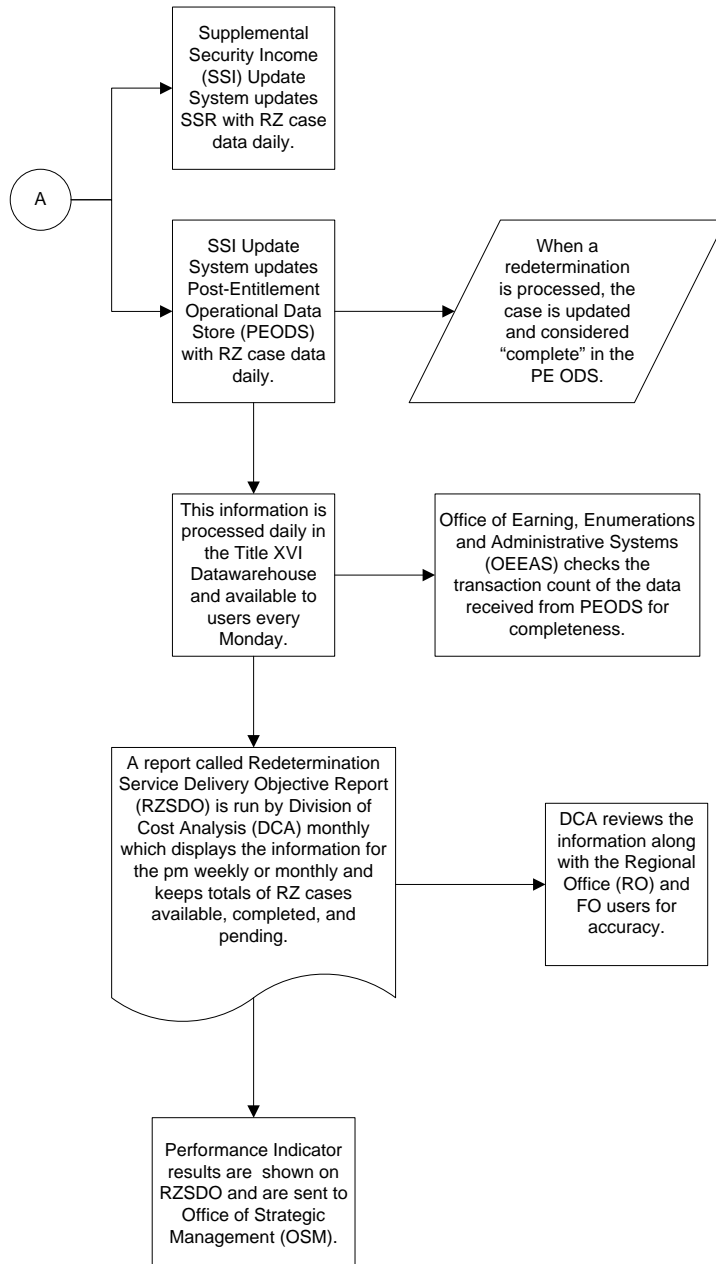 Supplemental
Security Income
(SSI) Update
System updates
SSR with RZ case
data daily.
A
SSI Update
System updates
Post-Entitlement
Operational Data
Store (PEODS)
with RZ case data
daily.
When a
redetermination
is processed, the
case is updated
and considered
“complete” in the
PE ODS.
This information is
processed daily in
the Title XVI
Datawarehouse
and available to
users every
Monday.
Office of Earning, Enumerations
and Administrative Systems
(OEEAS) checks the
transaction count of the data
received from PEODS for
completeness.
A report called Redetermination
Service Delivery Objective Report
(RZSDO) is run by Division of
Cost Analysis (DCA) monthly
which displays the information for
the pm weekly or monthly and
keeps totals of RZ cases
available, completed, and
pending.
DCA reviews the
information along
with the Regional
Office (RO) and
FO users for
accuracy.
Performance Indicator
results are shown on
RZSDO and are sent to
Office of Strategic
Management (OSM).